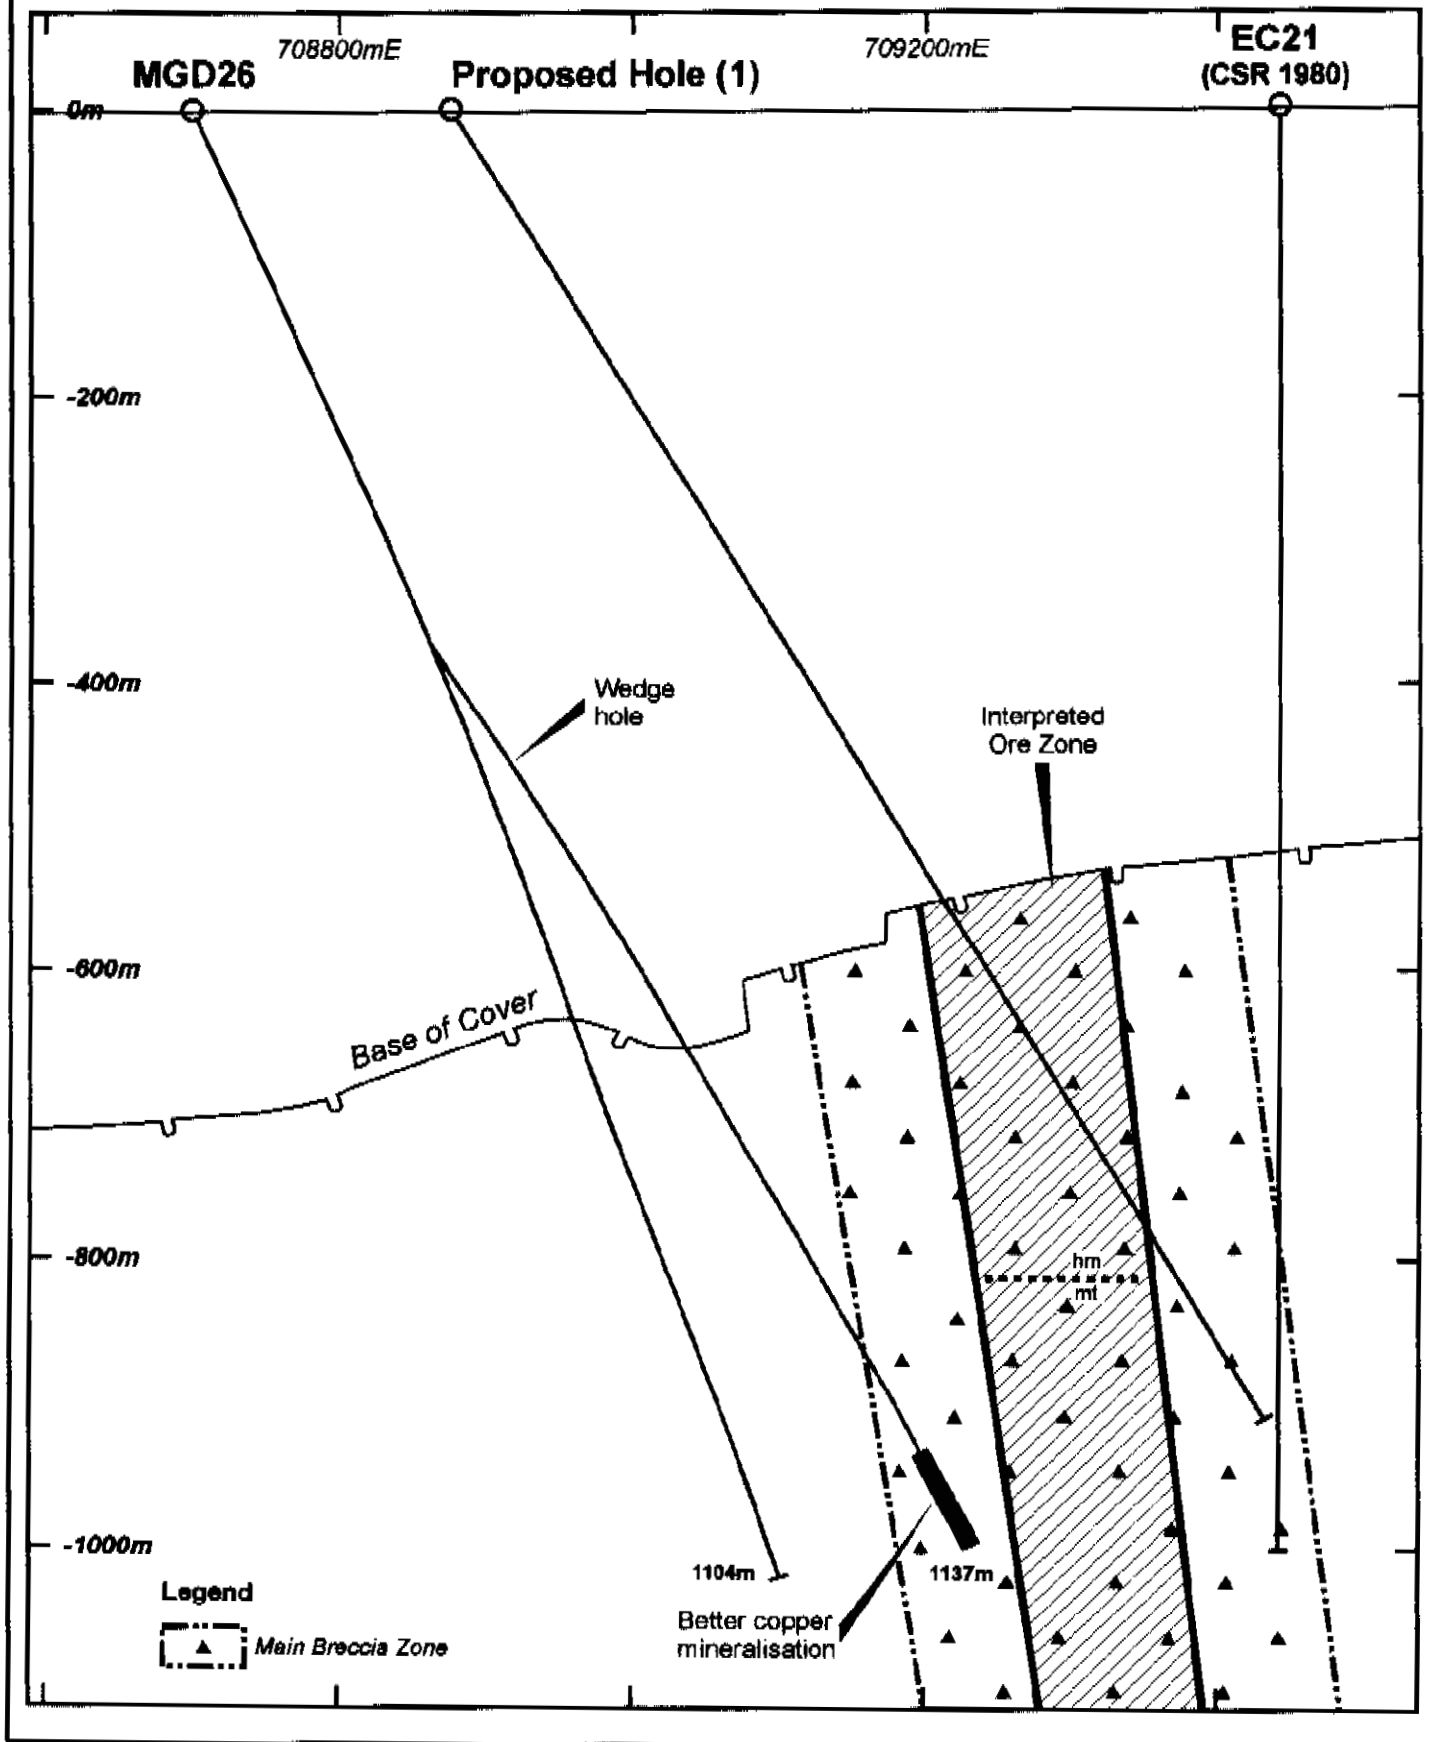 708800mE
709200mE
EC21
(CSR 1980)
MGD26
Proposed Hole (1)
0m
-200m
-400m
Wedge
hole
Interpreted
Ore Zone
-600m
Base of Cover
-800m
hm
mt
-1000m
1104m
1137m
Legend
Main Breccia Zone
Better copper
mineralisation